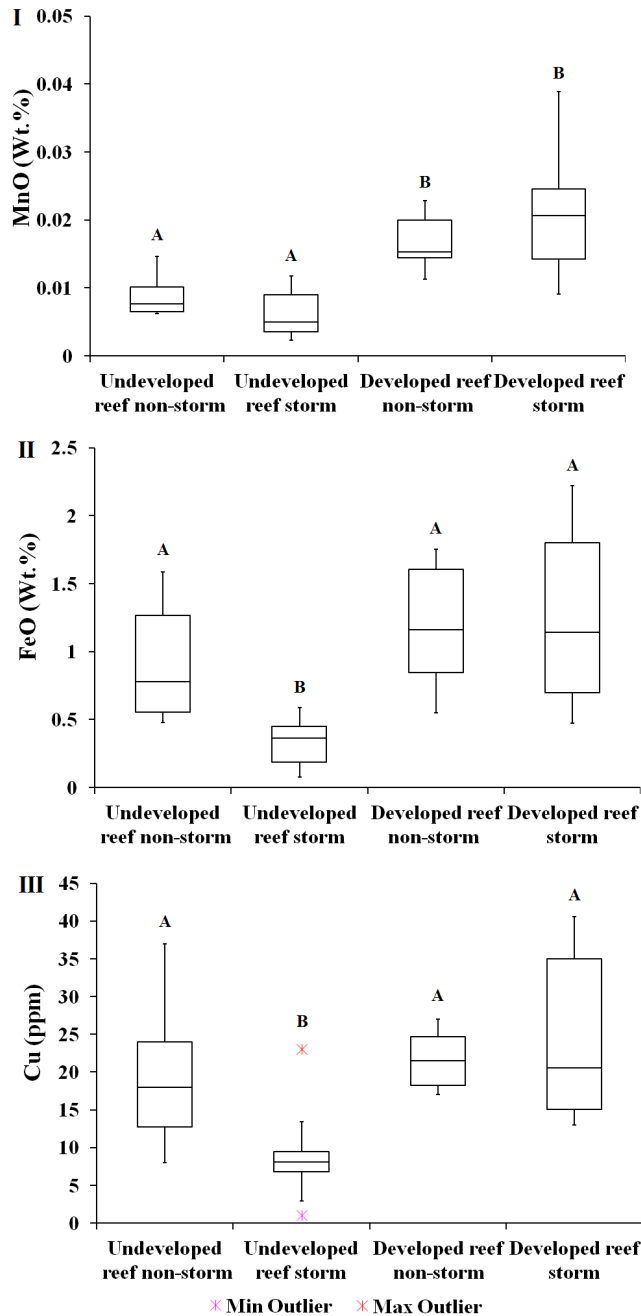 I
0.05
0.04
0.03
0.02
0.01
0
MnO (Wt.%)
A
A
B
B
Undeveloped reef non-storm
Undeveloped reef storm
Developed reef non-storm
Developed reef storm
II
2.5
2
1.5
1
0.5
0
FeO (Wt.%)
A
B
A
A
Undeveloped reef non-storm
Undeveloped reef storm
Developed reef non-storm
Developed reef storm
III
45
40
35
30
25
20
15
10
5
0
Cu (ppm)
A
B
A
A
Undeveloped reef non-storm
Undeveloped reef storm
Developed reef non-storm
Developed reef storm
Min Outlier
Max Outlier